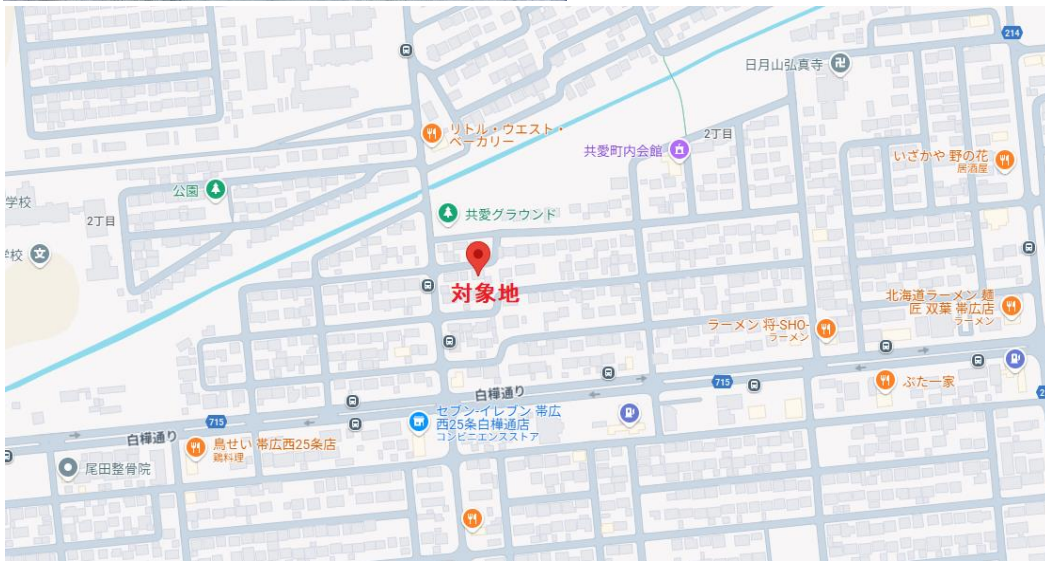 214
日月山弘真寺
リトル・ウエスト・
ベーカリー
2丁目
共愛町内会館
いざかや 野の花
居酒屋
公園
学校
2丁目
共愛グラウンド
学校
対象地
北海道ラーメン 麺
匠 双葉 帯広店
ラーメン
ラーメン 将-SHO-
ラーメン
715
ぶた一家
白樺通り
セブン-イレブン 帯広
西25条白樺通店
コンビニエンスストア
715
白樺通り
鳥せい 帯広西25条店
鶏料理
尾田整骨院